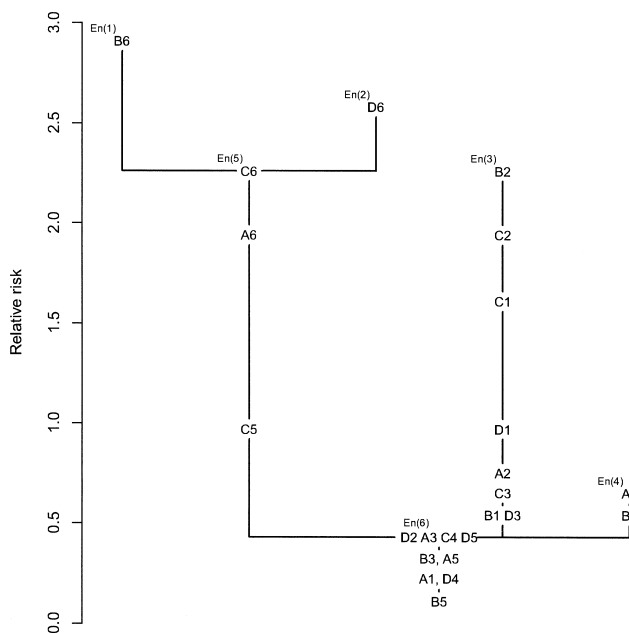 3.0
2.5
2.0
1.5
1.0
0.5
0.0
Relative risk
En(1)
B6
En(2)
D6
En(5)
C6
En(3)
B2
A6
C2
C1
C5
D1
A2
En(4)
C3
A
B1 D3
B
En(6)
D2 A3 C4 D5
B3, A5
A1, D4
B5